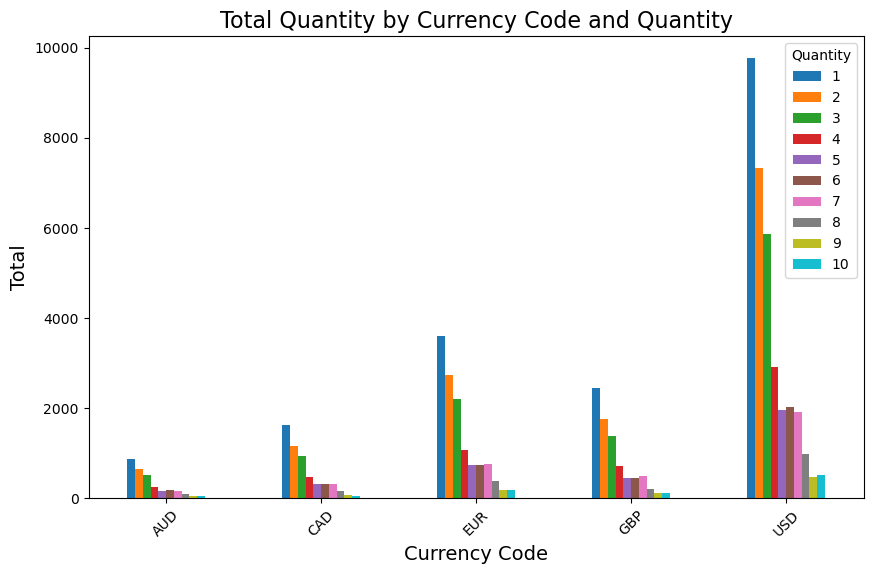 Total Quantity by Currency Code and Quantity
Total
10000
8000
6000
4000
2000
0
Quantity
1
2
3
4
5
6
7
8
9
10
AUD
CAD
EUR
GBP
USD
Currency Code